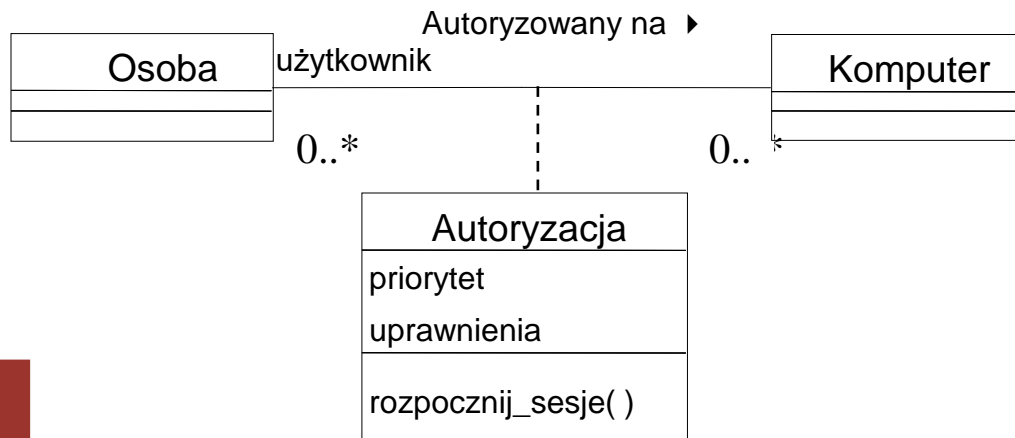 Autoryzowany na
Osoba
użytkownik
Komputer
0..*
0.. *
Autoryzacja
priorytet
uprawnienia
rozpocznij_sesje( )